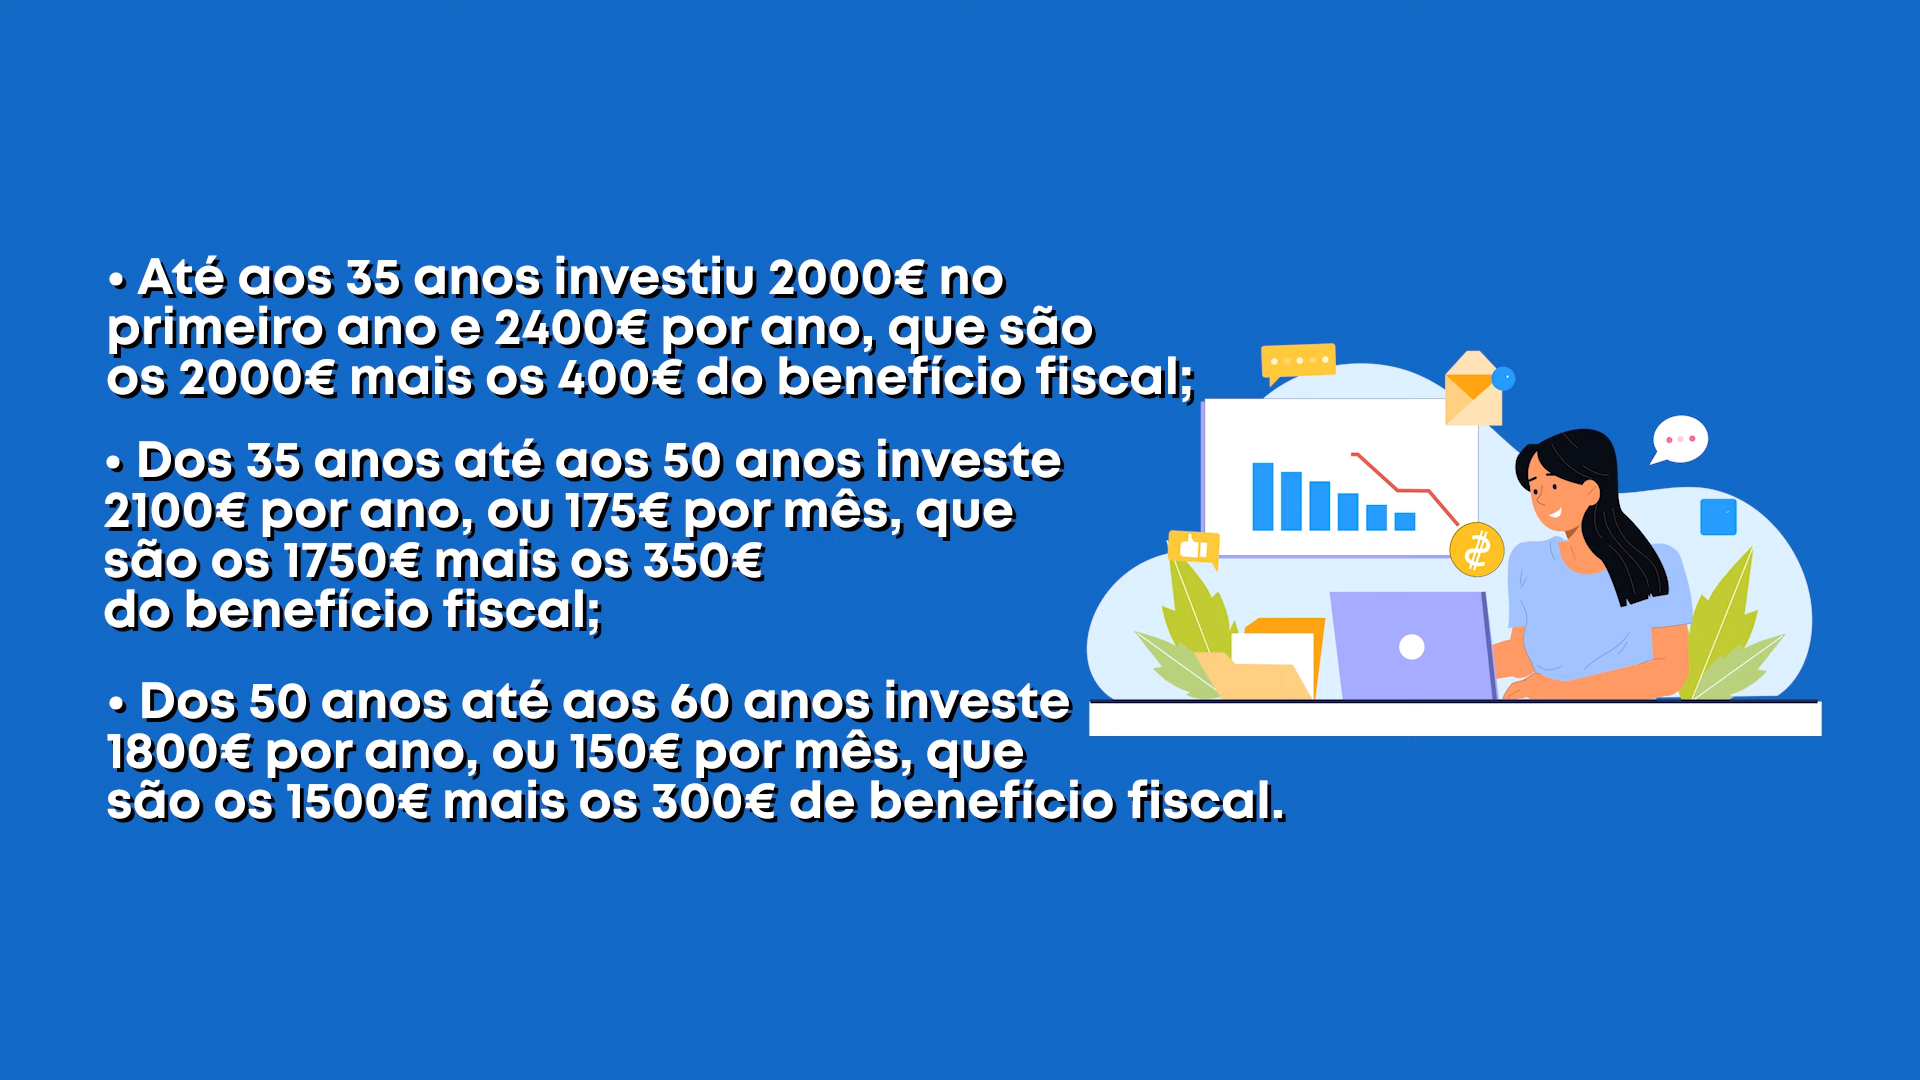 • Até aos 35 anos investiu 2000€ no
primeiro ano e 2400€ por ano, que são
os 2000€ mais os 400€ do benefício fiscal;
• Dos 35 anos até aos 50 anos investe
2100€ por ano, ou 175€ por mês, que
são os 1750€ mais os 350€
do benefício fiscal;
• Dos 50 anos até aos 60 anos investe
1800€ por ano, ou 150€ por mês, que
são os 1500€ mais os 300€ de benefício fiscal.